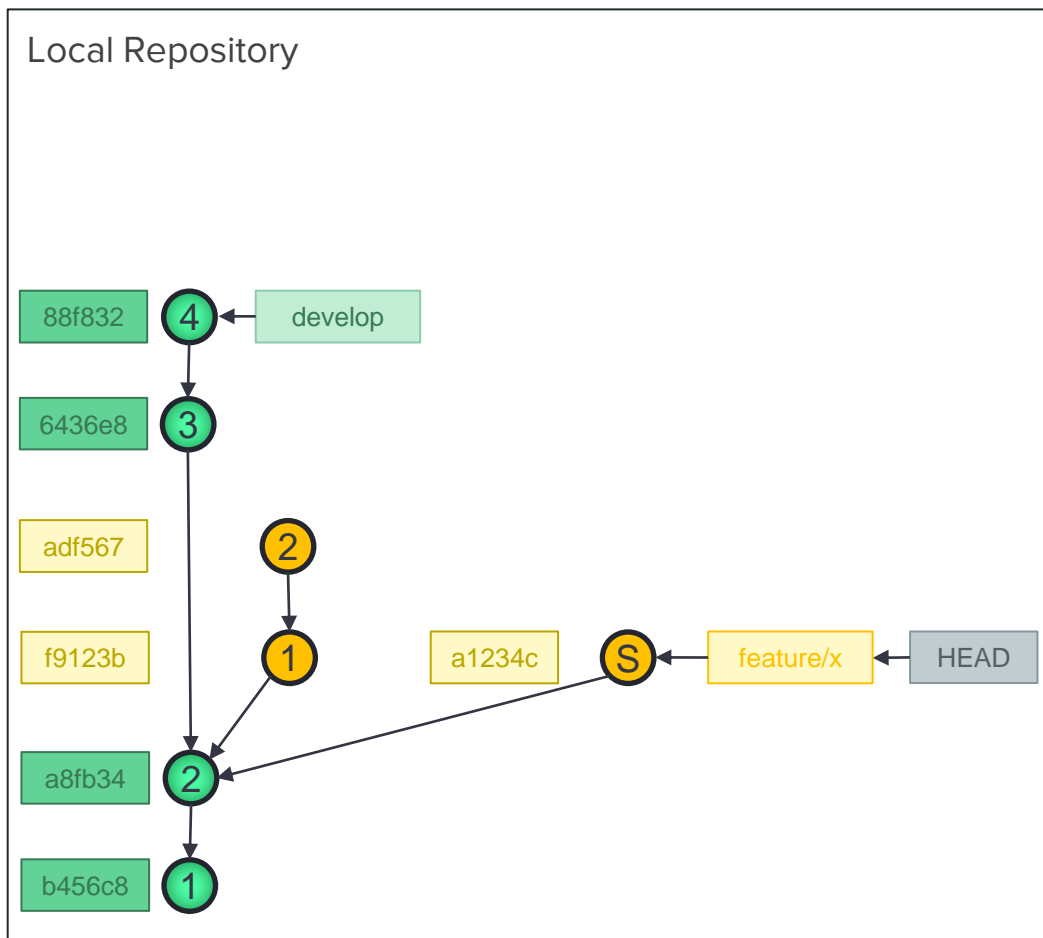 Local Repository
88f832
4
develop
6436e8
3
adf567
2
f9123b
1
a1234c
S
feature/x
HEAD
a8fb34
2
b456c8
1